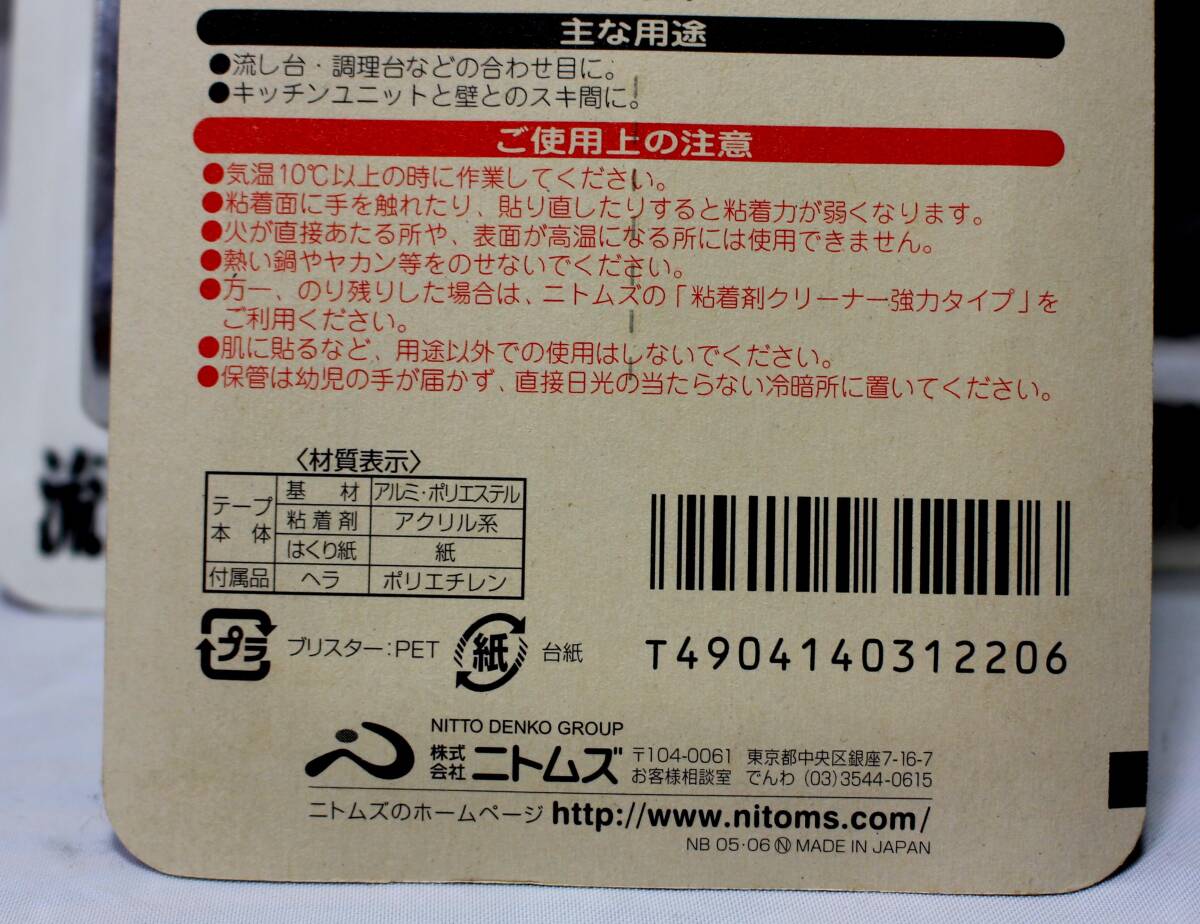 主な用途
●流し台・調理台などの合わせ目に。
●キッチンユニットと壁とのスキ間に。
ご使用上の注意
●気温10℃以上の時に作業してください。
●粘着面に手を触れたり、貼り直したりすると粘着力が弱くなります。
●火が直接あたる所や、表面が高温になる所には使用できません。
●熱い鍋やヤカン等をのせないでください。
●万一、のり残りした場合は、ニトムズの「粘着剤クリーナー強力タイプ」を
ご利用ください。
●肌に貼るなど、用途以外での使用はしないでください。
●保管は幼児の手が届かず、直接日光の当たらない冷暗所に置いてください。
〈材質表示〉
テープ本体 基材 アルミ・ポリエステル
粘着剤 アクリル系
はくり紙 紙
付属品 ヘラ ポリエチレン
プラ ブリスター:PET 紙 台紙
T4904140312206
NITTO DENKO GROUP
株式会社 ニトムズ
〒104-0061 東京都中央区銀座7-16-7
お客様相談室 でんわ (03)3544-0615
ニトムズのホームページ http://www.nitoms.com/
NB 05・06 Ⓝ MADE IN JAPAN
流